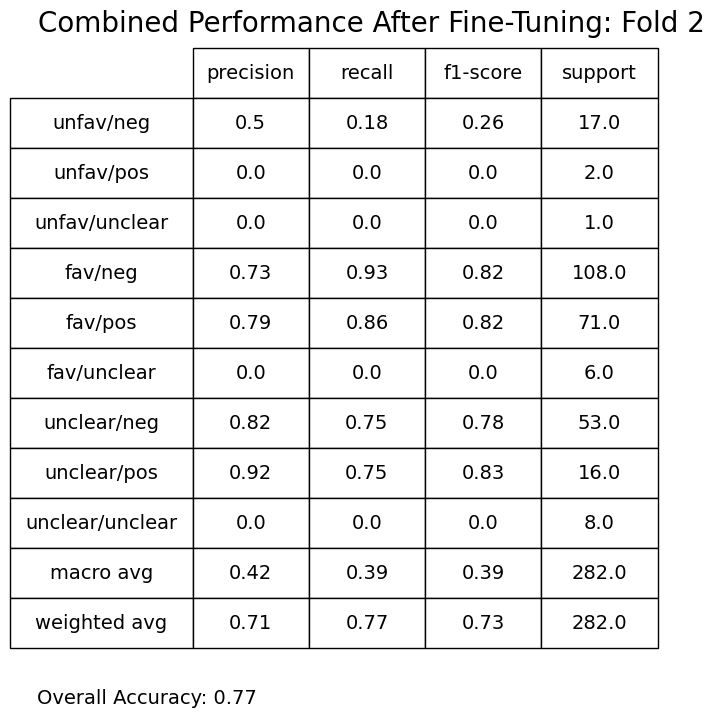 Combined Performance After Fine-Tuning: Fold 2
precision recall f1-score support
unfav/neg 0.5 0.18 0.26 17.0
unfav/pos 0.0 0.0 0.0 2.0
unfav/unclear 0.0 0.0 0.0 1.0
fav/neg 0.73 0.93 0.82 108.0
fav/pos 0.79 0.86 0.82 71.0
fav/unclear 0.0 0.0 0.0 6.0
unclear/neg 0.82 0.75 0.78 53.0
unclear/pos 0.92 0.75 0.83 16.0
unclear/unclear 0.0 0.0 0.0 8.0
macro avg 0.42 0.39 0.39 282.0
weighted avg 0.71 0.77 0.73 282.0
Overall Accuracy: 0.77